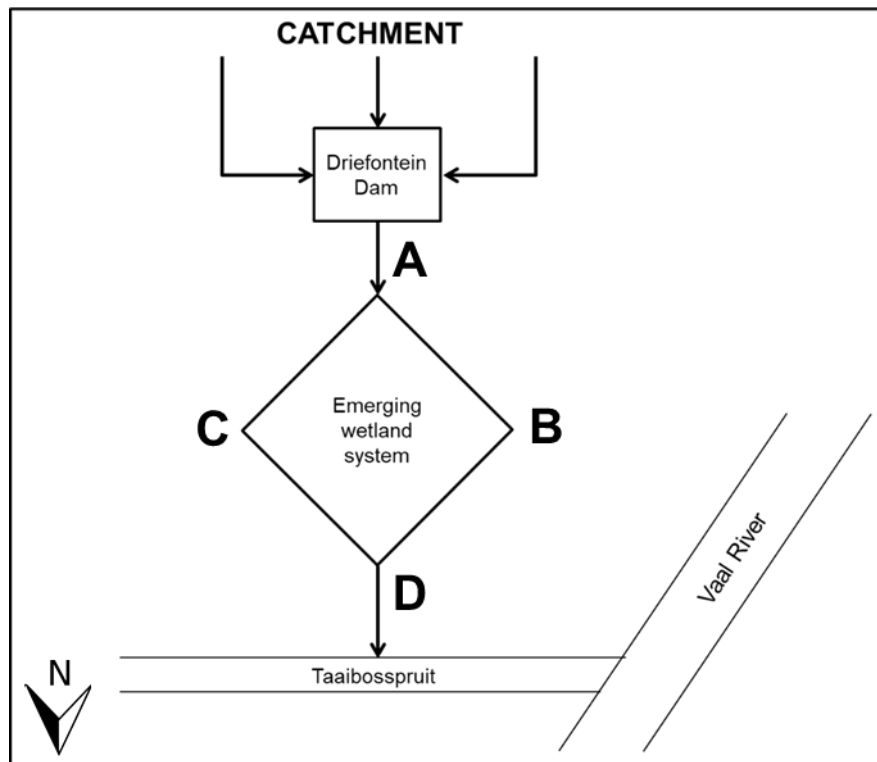 CATCHMENT
Driefontein
Dam
A
Emerging
wetland
system
C
B
D
Vaal River
Taaibosspruit
N